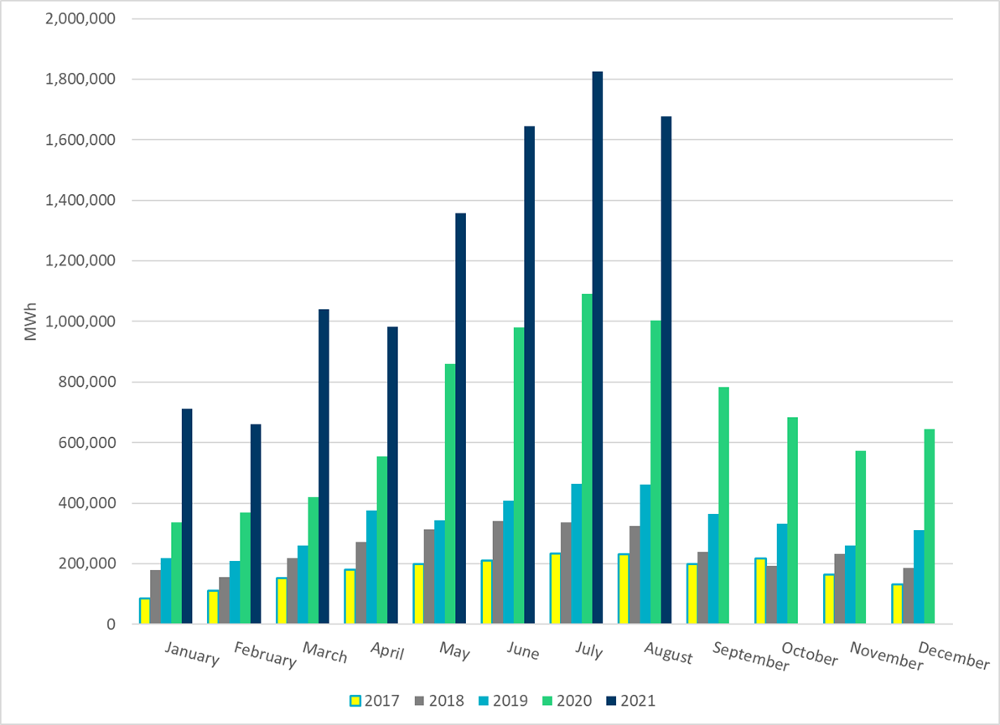 2,000,000
1,800,000
1,600,000
1,400,000
1,200,000
1,000,000
800,000
600,000
400,000
200,000
0
MWh
January
February
March
April
May
June
July
August
September
October
November
December
2017 2018 2019 2020 2021